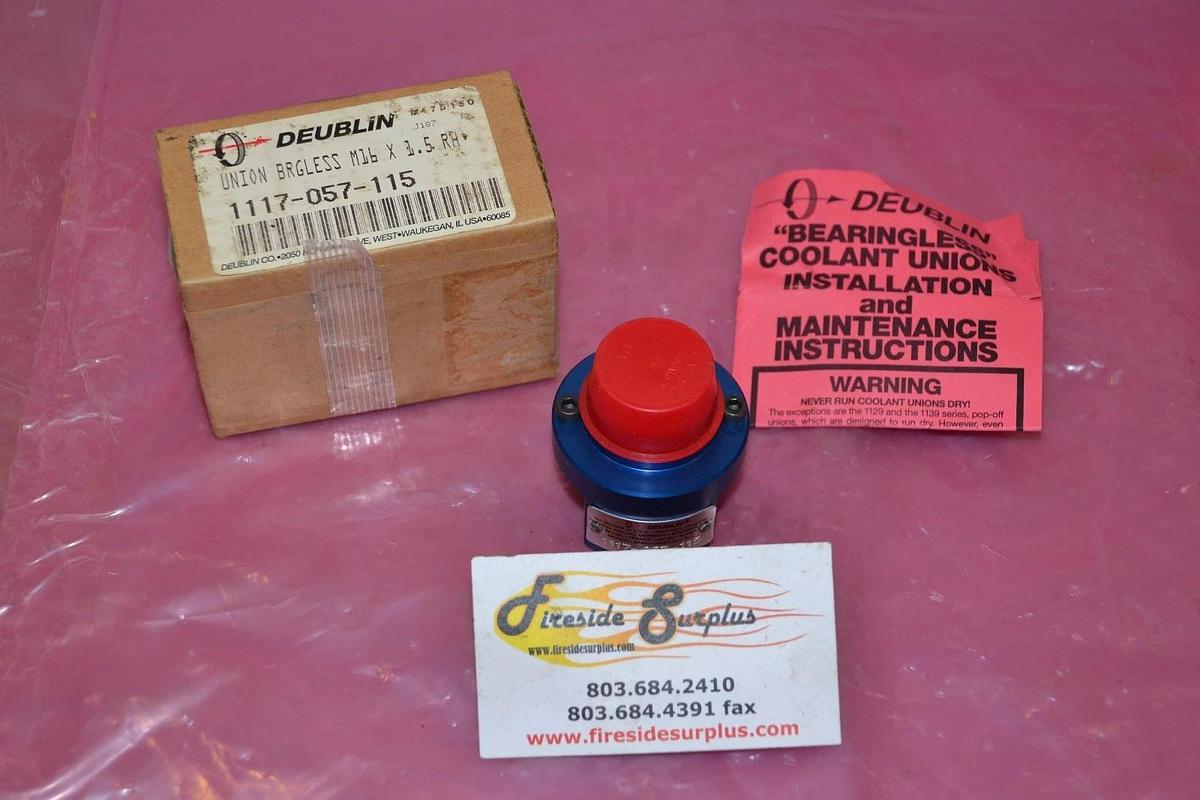 DEUBLIN
J187
UNION BRGLESS M16 X 1.5 RH
1117-057-115
DEUBLIN CO.•2050 VE, WEST•WAUKEGAN, IL USA•60085
DEUBLIN
"BEARINGLESS"
COOLANT UNIONS
INSTALLATION
and
MAINTENANCE
INSTRUCTIONS
WARNING
NEVER RUN COOLANT UNIONS DRY!
The exceptions are the 1129 and the 1139 series, pop-off
unions, which are designed to run dry. However, even
DEUBLIN
Fireside Surplus
www.firesidesurplus.com
803.684.2410
803.684.4391 fax
www.firesidesurplus.com